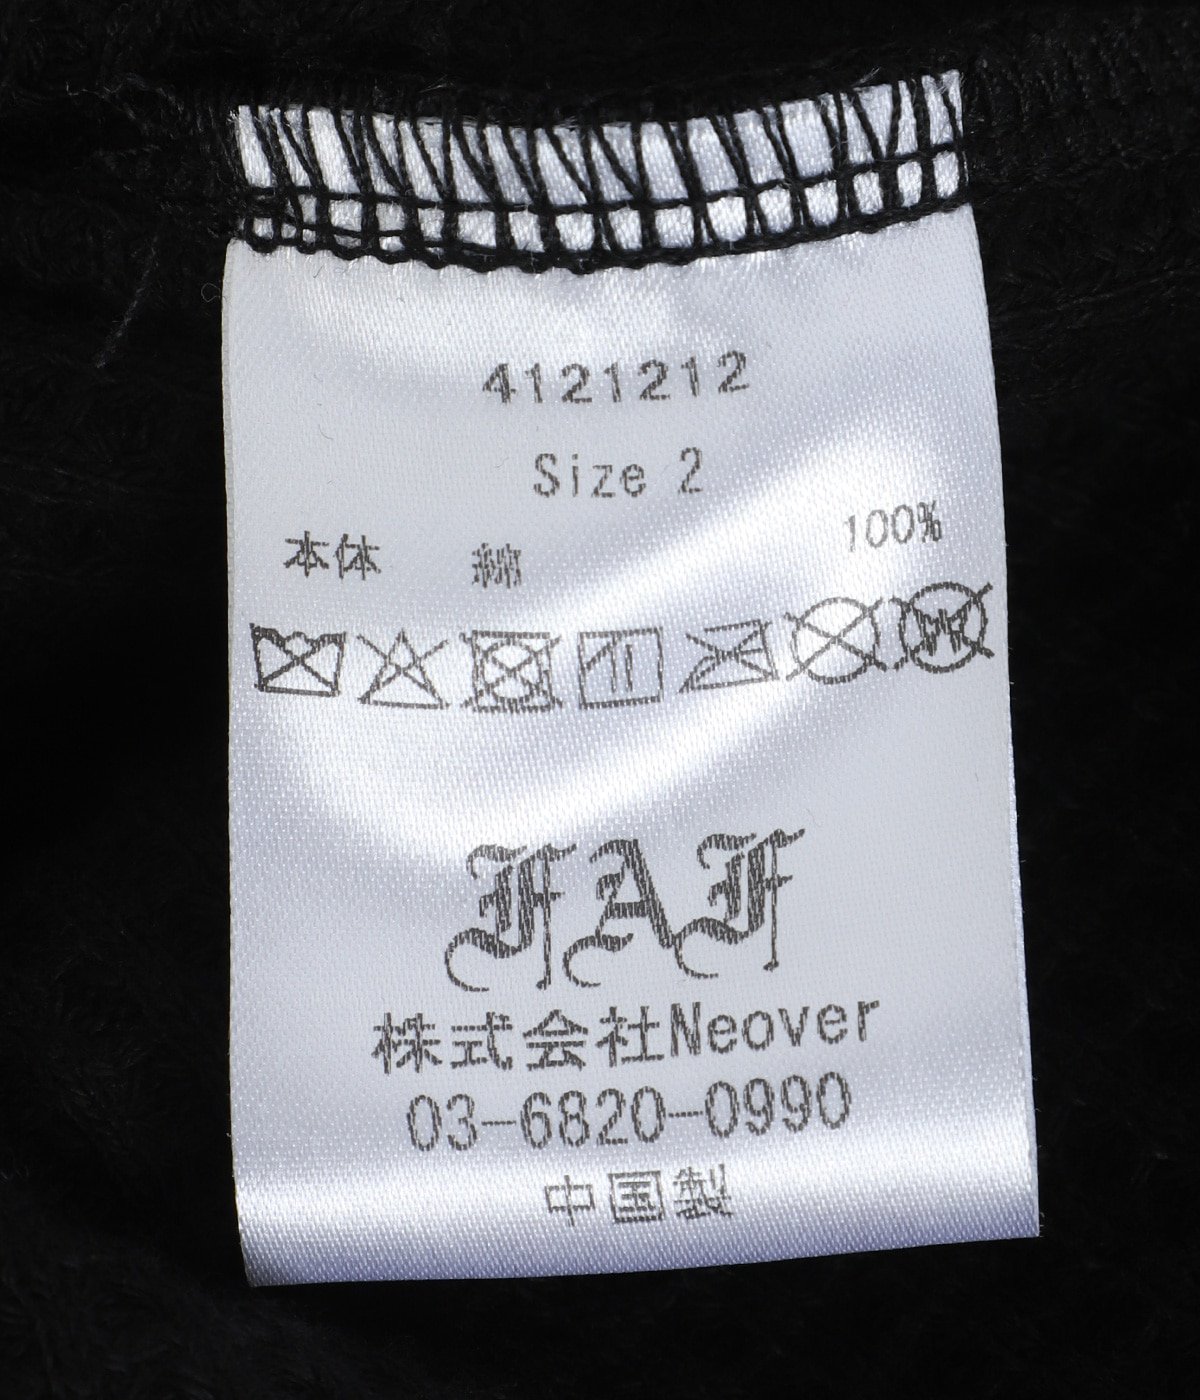 4121212
Size 2
本体 綿 100%
FAF
株式会社Neover
03-6820-0990
中国製